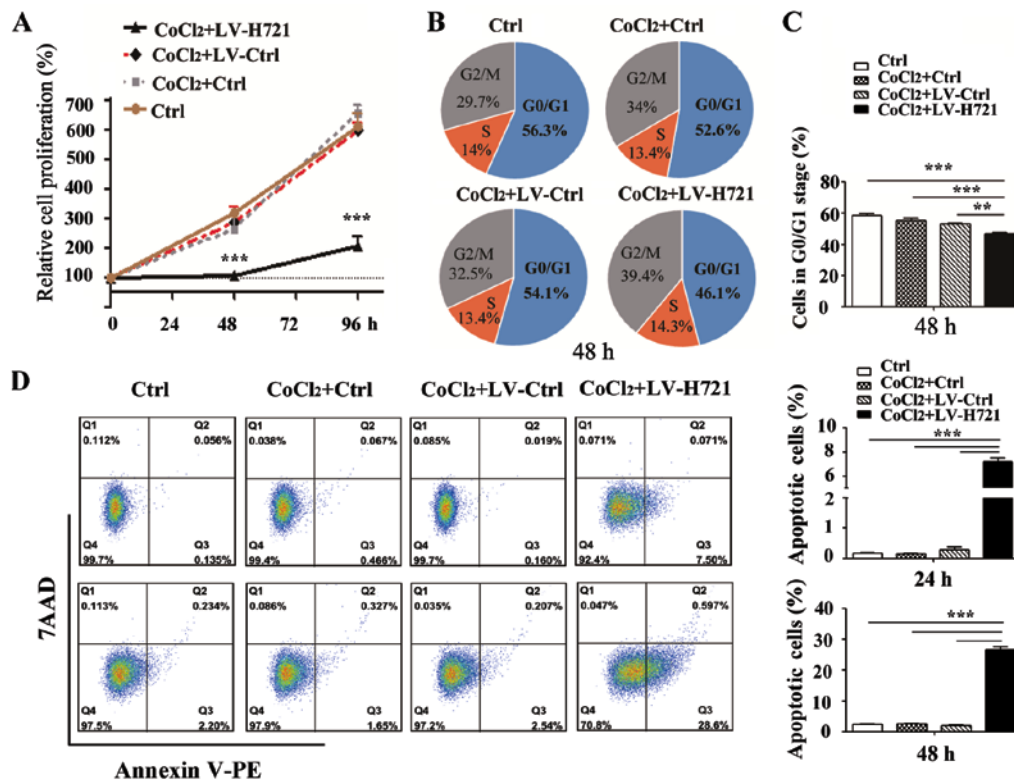 A
CoCl2+LV-H721
CoCl2+LV-Ctrl
CoCl2+Ctrl
Ctrl
Relative cell proliferation (%)
700
600
500
400
300
200
100
***
***
0 24 48 72 96 h
B
Ctrl CoCl2+Ctrl
G2/M
29.7%
G0/G1
56.3%
S
14%
G2/M
34%
G0/G1
52.6%
S
13.4%
CoCl2+LV-Ctrl CoCl2+LV-H721
G2/M
32.5%
G0/G1
54.1%
S
13.4%
G2/M
39.4%
G0/G1
46.1%
S
14.3%
48 h
C
Ctrl
CoCl2+Ctrl
CoCl2+LV-Ctrl
CoCl2+LV-H721
Cells in G0/G1 stage (%)
80
60
40
20
0
***
***
**
48 h
D
Ctrl CoCl2+Ctrl CoCl2+LV-Ctrl CoCl2+LV-H721
Q1 Q2
0.112% 0.056%
Q4 Q3
99.7% 0.135%
Q1 Q2
0.038% 0.067%
Q4 Q3
99.4% 0.466%
Q1 Q2
0.085% 0.019%
Q4 Q3
99.7% 0.160%
Q1 Q2
0.071% 0.071%
Q4 Q3
92.4% 7.50%
Q1 Q2
0.113% 0.234%
Q4 Q3
97.5% 2.20%
Q1 Q2
0.086% 0.327%
Q4 Q3
97.9% 1.65%
Q1 Q2
0.035% 0.207%
Q4 Q3
97.2% 2.54%
Q1 Q2
0.047% 0.597%
Q4 Q3
70.8% 28.6%
7AAD
Annexin V-PE
Ctrl
CoCl2+Ctrl
CoCl2+LV-Ctrl
CoCl2+LV-H721
Apoptotic cells (%)
8
6
4
2
2
1
0
***
24 h
Apoptotic cells (%)
40
30
20
10
0
***
48 h